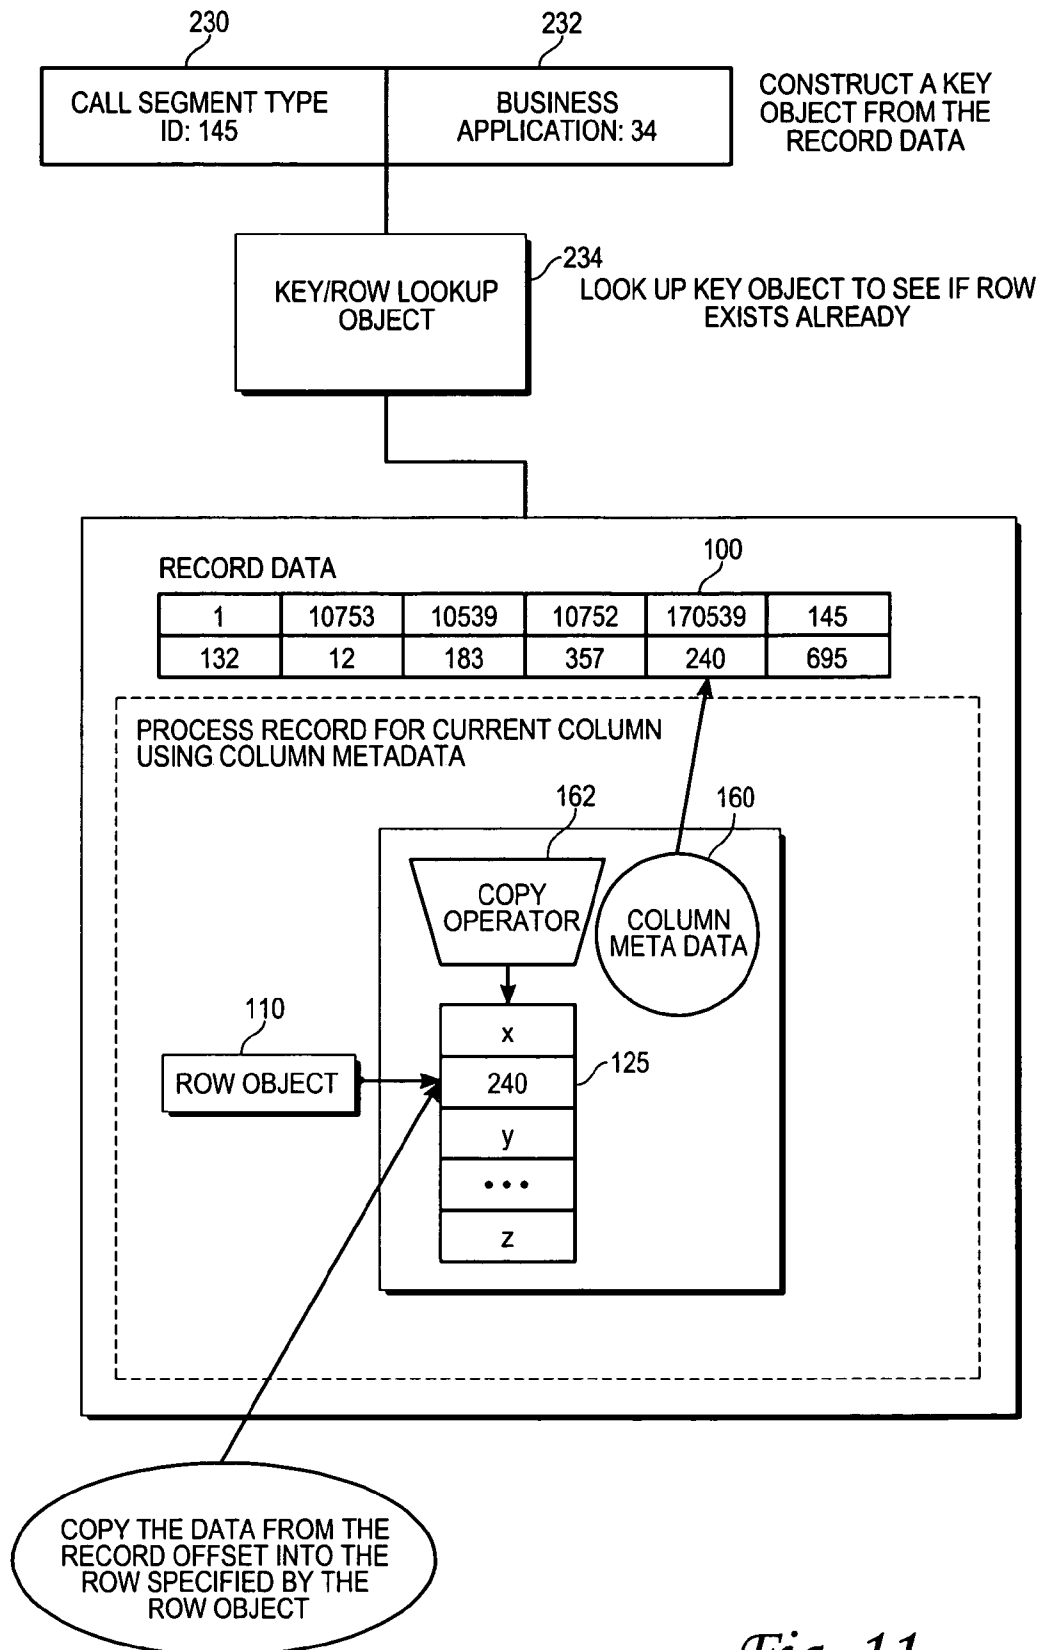 230
232
CALL SEGMENT TYPE
ID: 145
BUSINESS
APPLICATION: 34
CONSTRUCT A KEY
OBJECT FROM THE
RECORD DATA
KEY/ROW LOOKUP
OBJECT
234
LOOK UP KEY OBJECT TO SEE IF ROW
EXISTS ALREADY
RECORD DATA
100
1 10753 10539 10752 170539 145
132 12 183 357 240 695
PROCESS RECORD FOR CURRENT COLUMN
USING COLUMN METADATA
162
160
COPY
OPERATOR
COLUMN
META DATA
110
ROW OBJECT
x
240
125
y
•••
z
COPY THE DATA FROM THE
RECORD OFFSET INTO THE
ROW SPECIFIED BY THE
ROW OBJECT
Fig. 11